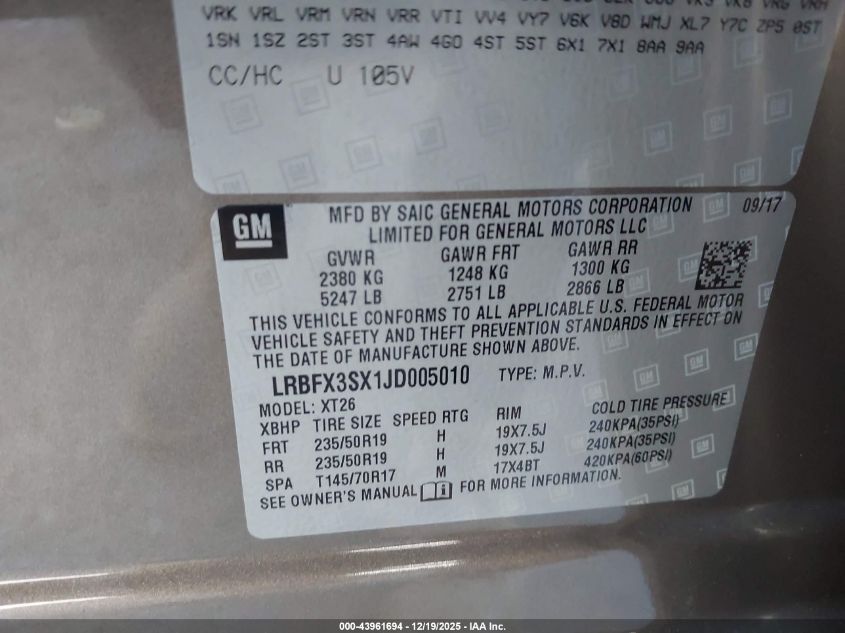 VRK VRL VRM VRN VRR VTI VV4 VY7 V6K V8D WMJ XL7 Y7C ZP5 0ST
1SN 1SZ 2ST 3ST 4AW 4G0 4ST 5ST 6X1 7X1 8AA 9AA
CC/HC U 105V
GM
MFD BY SAIC GENERAL MOTORS CORPORATION 09/17
LIMITED FOR GENERAL MOTORS LLC
GVWR GAWR FRT GAWR RR
2380 KG 1248 KG 1300 KG
5247 LB 2751 LB 2866 LB
THIS VEHICLE CONFORMS TO ALL APPLICABLE U.S. FEDERAL MOTOR
VEHICLE SAFETY AND THEFT PREVENTION STANDARDS IN EFFECT ON
THE DATE OF MANUFACTURE SHOWN ABOVE.
LRBFX3SX1JD005010 TYPE: M.P.V.
MODEL: XT26
XBHP TIRE SIZE SPEED RTG RIM COLD TIRE PRESSURE
FRT 235/50R19 H 19X7.5J 240KPA(35PSI)
RR 235/50R19 H 19X7.5J 240KPA(35PSI)
SPA T145/70R17 M 17X4BT 420KPA(60PSI)
SEE OWNER'S MANUAL FOR MORE INFORMATION.
000-43961694 - 12/19/2025 - IAA Inc.